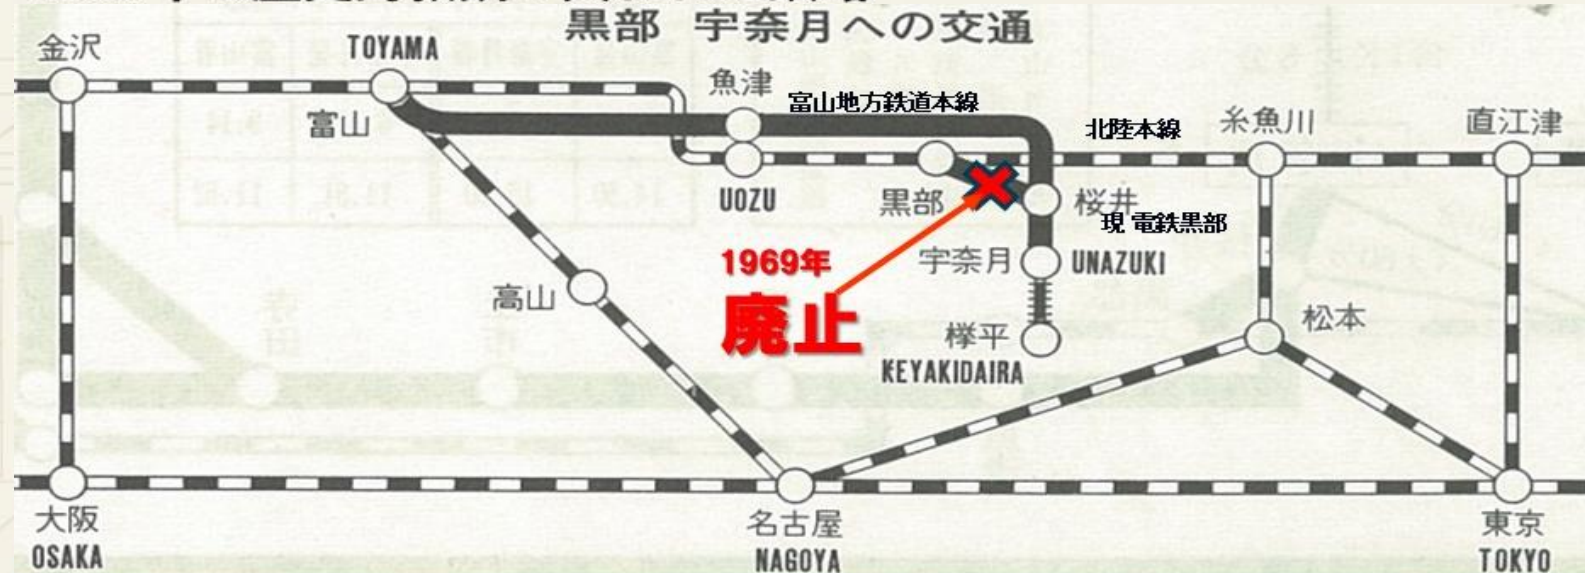 黒部 宇奈月への交通
金沢
TOYAMA
富山
魚津
富山地方鉄道本線
北陸本線
糸魚川
直江津
UOZU
黒部
桜井
現 電鉄黒部
1969年
廃止
宇奈月
UNAZUKI
高山
欅平
KEYAKIDAIRA
松本
大阪
OSAKA
名古屋
NAGOYA
東京
TOKYO